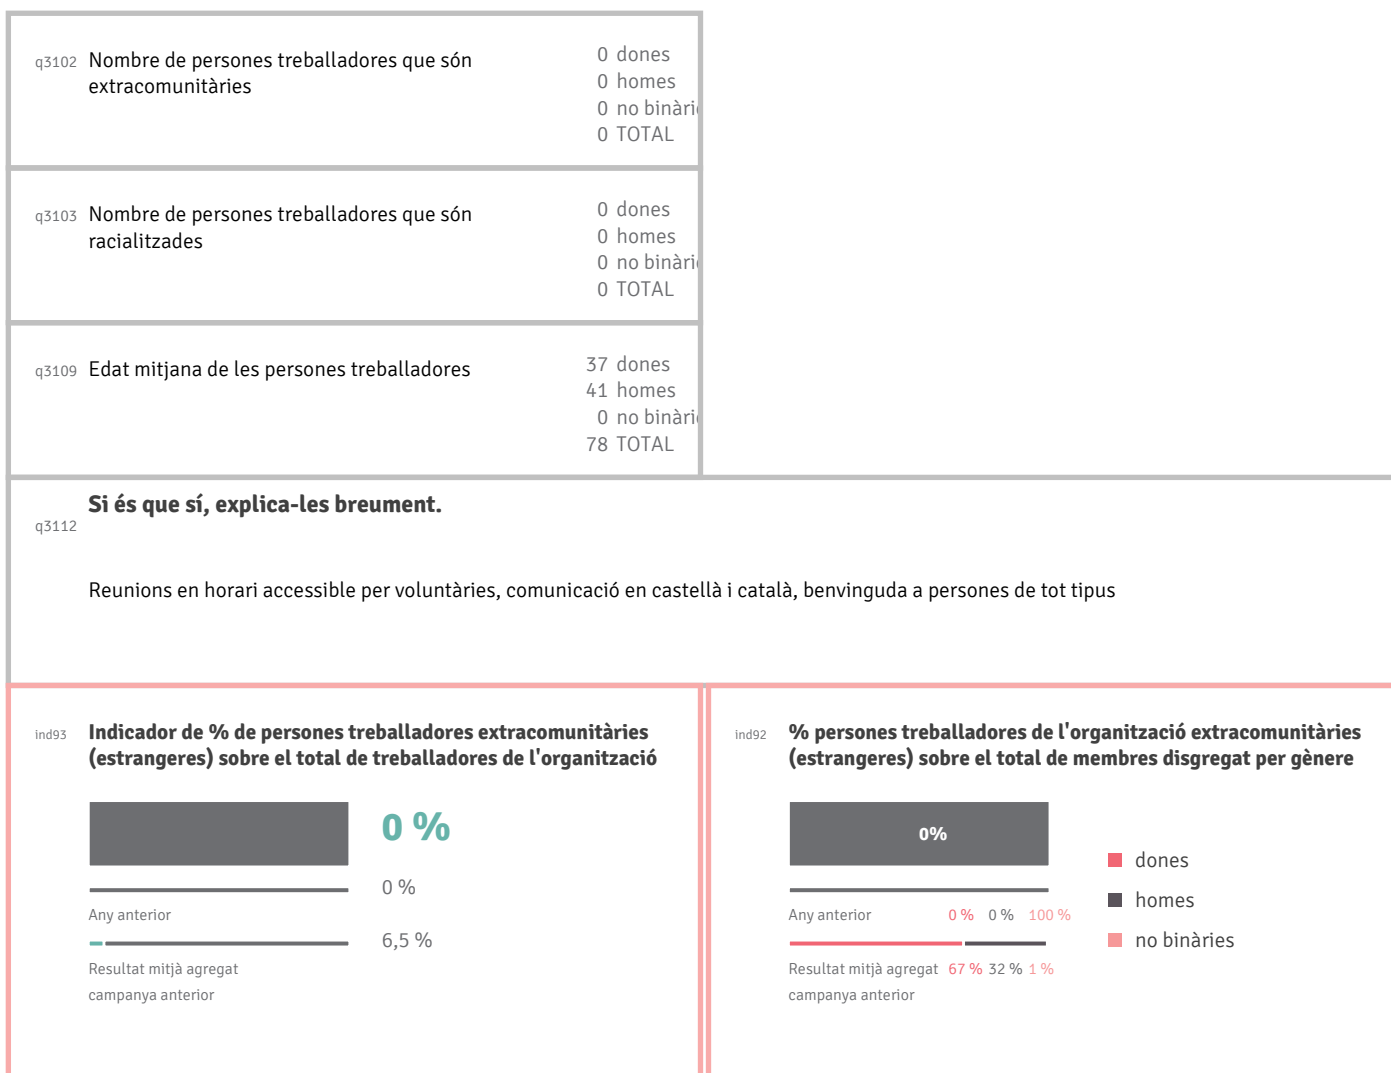 q3102 Nombre de persones treballadores que són
extracomunitàries
0 dones
0 homes
0 no binàri
0 TOTAL
q3103 Nombre de persones treballadores que són
racialitzades
0 dones
0 homes
0 no binàri
0 TOTAL
q3109 Edat mitjana de les persones treballadores
37 dones
41 homes
0 no binàri
78 TOTAL
Si és que sí, explica-les breument.
q3112
Reunions en horari accessible per voluntàries, comunicació en castellà i català, benvinguda a persones de tot tipus
ind93 Indicador de % de persones treballadores extracomunitàries
(estrangeres) sobre el total de treballadores de l'organització
0 %
0 %
Any anterior
6,5 %
Resultat mitjà agregat
campanya anterior
ind92 % persones treballadores de l'organització extracomunitàries
(estrangeres) sobre el total de membres disgregat per gènere
0%
Any anterior 0 % 0 % 100 %
Resultat mitjà agregat 67 % 32 % 1 %
campanya anterior
dones
homes
no binàries